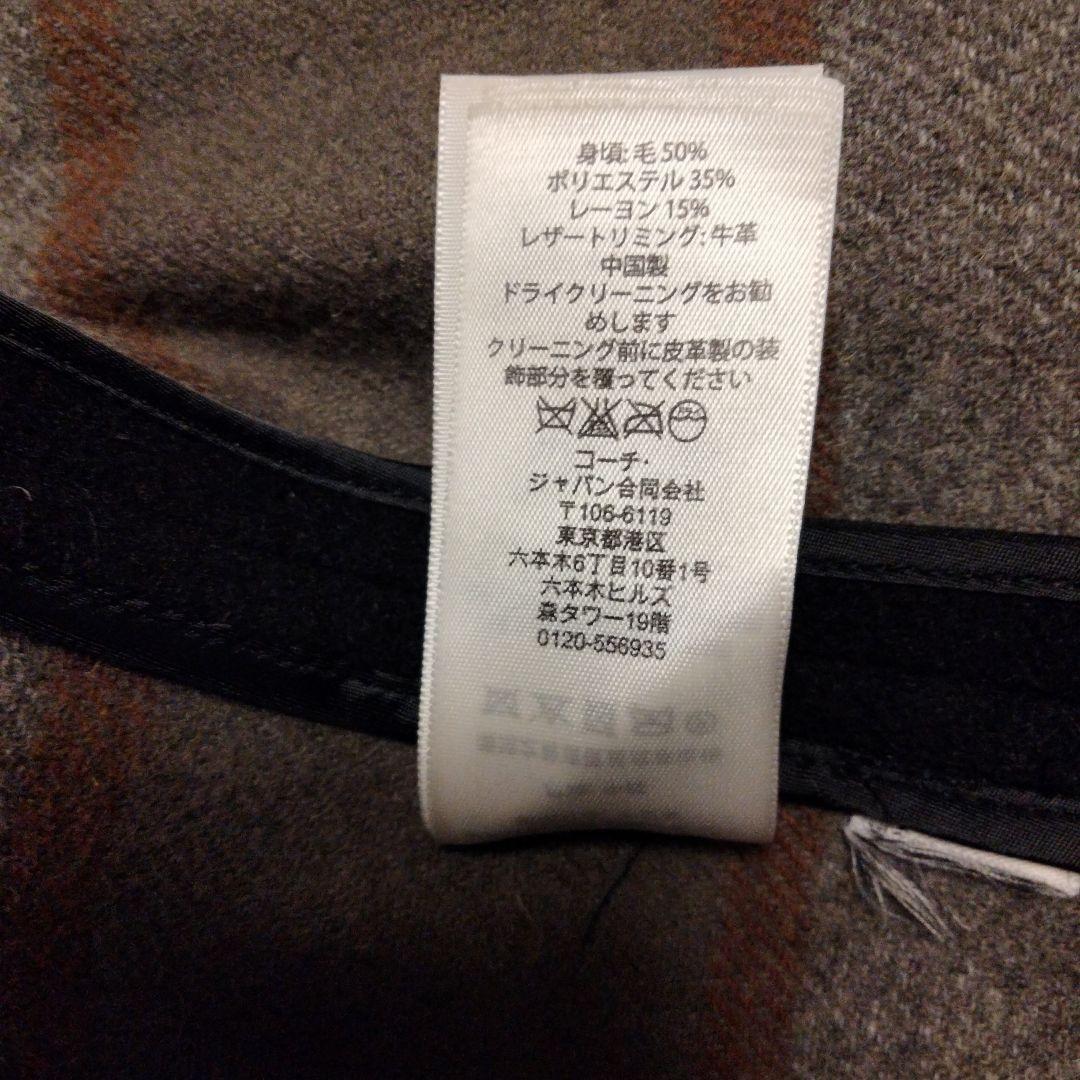 身頃: 毛 50%
ポリエステル 35%
レーヨン 15%
レザートリミング: 牛革
中国製
ドライクリーニングをお勧
めします
クリーニング前に皮革製の装
飾部分を覆ってください
コーチ・
ジャパン合同会社
〒106-6119
東京都港区
六本木6丁目10番1号
六本木ヒルズ
森タワー19階
0120-556935